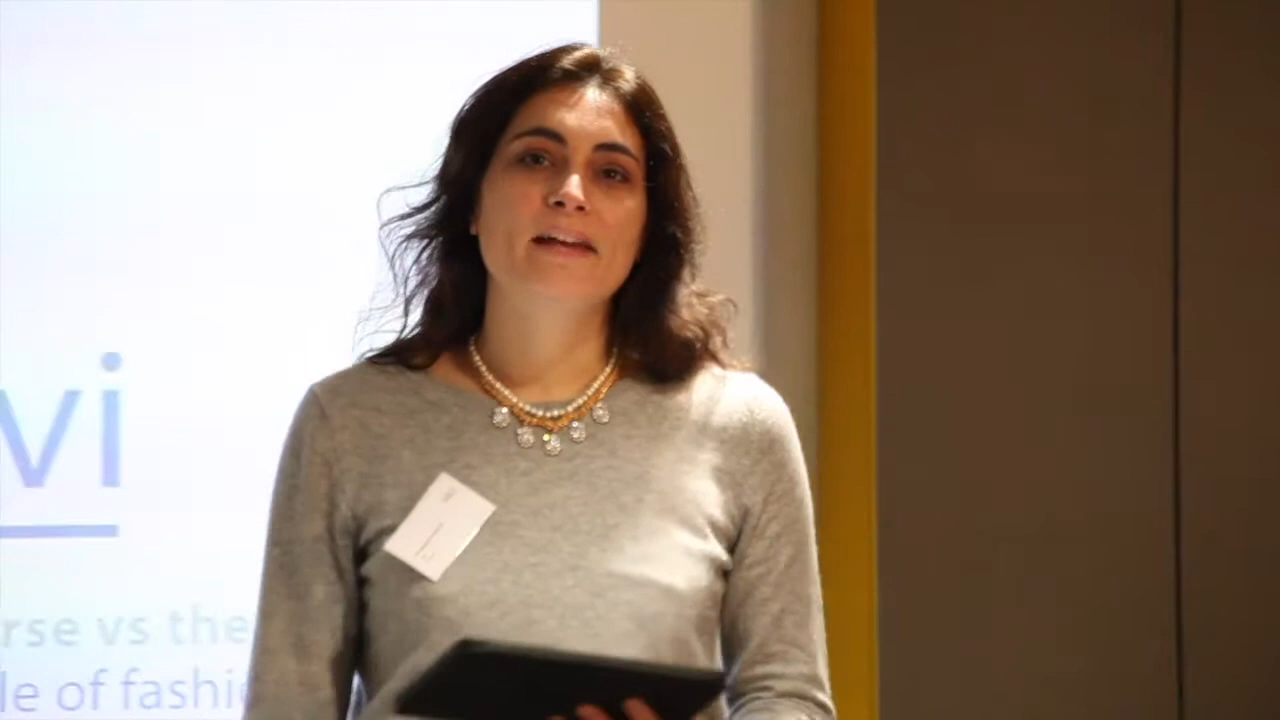 vi
rse vs the
le of fashi